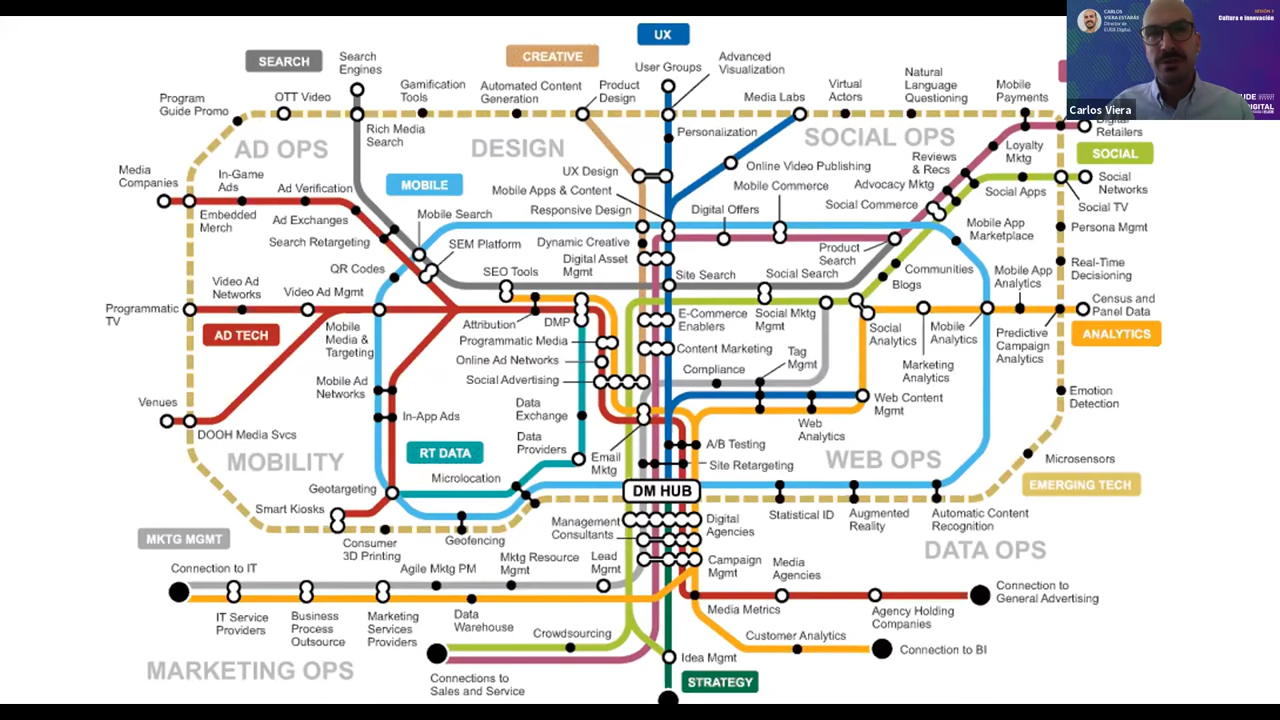 UX
SEARCH
CREATIVE
Search
Engines
User Groups
Advanced
Visualization
Gamification
Tools
Automated Content
Generation
Product
Design
Media Labs
Virtual
Actors
Natural
Language
Questioning
Mobile
Payments
OTT Video
Program
Guide Promo
Rich Media
Search
Personalization
SOCIAL OPS
Digital
Retailers
AD OPS
DESIGN
Loyalty
Mktg
SOCIAL
Media
Companies
In-Game
Ads
Ad Verification
MOBILE
UX Design
Online Video Publishing
Reviews
& Recs
Mobile Apps & Content
Mobile Commerce
Advocacy Mktg
Social Apps
Social
Networks
Embedded
Merch
Ad Exchanges
Mobile Search
Responsive Design
Digital Offers
Social Commerce
Social TV
Search Retargeting
SEM Platform
Dynamic Creative
Digital Asset
Mgmt
Product
Search
Mobile App
Marketplace
Persona Mgmt
QR Codes
SEO Tools
Site Search
Social Search
Communities
Blogs
Mobile App
Analytics
Real-Time
Decisioning
Video Ad
Networks
Video Ad Mgmt
Programmatic
TV
AD TECH
Mobile
Media &
Targeting
Attribution
DMP
E-Commerce
Enablers
Social Mktg
Mgmt
Social
Analytics
Mobile
Analytics
Predictive
Campaign
Analytics
Census and
Panel Data
ANALYTICS
Programmatic Media
Online Ad Networks
Social Advertising
Content Marketing
Compliance
Tag
Mgmt
Marketing
Analytics
Mobile Ad
Networks
In-App Ads
Data
Exchange
Web Content
Mgmt
Emotion
Detection
Venues
DOOH Media Svcs
Data
Providers
Web
Analytics
A/B Testing
MOBILITY
RT DATA
Email
Mktg
Site Retargeting
WEB OPS
Microsensors
Microlocation
Geotargeting
DM HUB
EMERGING TECH
Smart Kiosks
Statistical ID
Augmented
Reality
Automatic Content
Recognition
MKTG MGMT
Consumer
3D Printing
Geofencing
Management
Consultants
Digital
Agencies
DATA OPS
Connection to IT
Agile Mktg PM
Mktg Resource
Mgmt
Lead
Mgmt
Campaign
Mgmt
Media
Agencies
Connection to
General Advertising
IT Service
Providers
Business
Process
Outsource
Marketing
Services
Providers
Data
Warehouse
Media Metrics
Agency Holding
Companies
Crowdsourcing
Customer Analytics
Connection to BI
MARKETING OPS
Connections to
Sales and Service
Idea Mgmt
STRATEGY
CARLOS
VIERA ESTARÁS
Director de
EUDE Digital
SESIÓN 2
Cultura e innovación
Carlos Viera